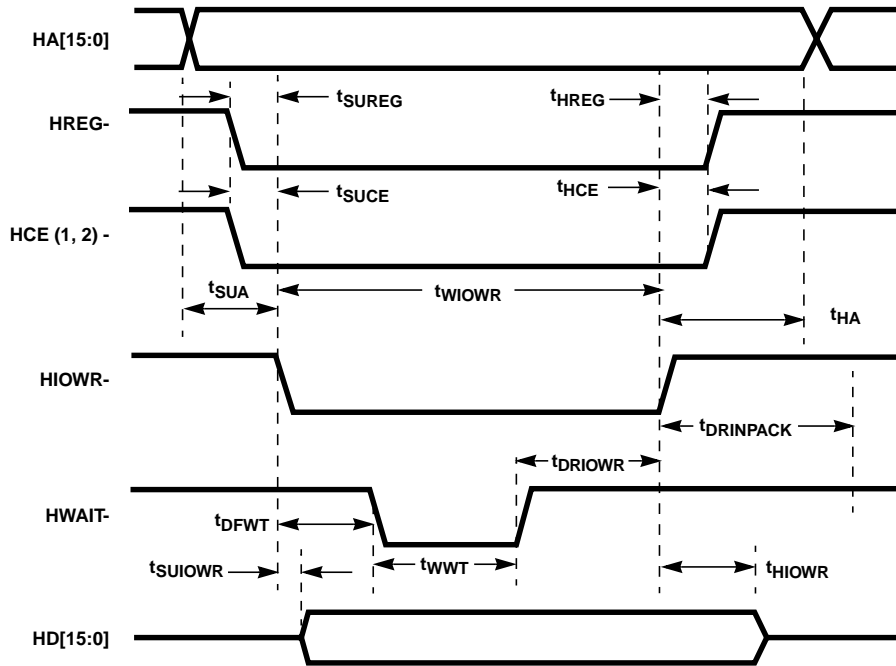 HA[15:0]
tSUREG
tHREG
HREG-
tSUCE
tHCE
HCE (1, 2) -
tSUA
tWIOWR
tHA
HIOWR-
tDRINPACK
tDRIOWR
HWAIT-
tDFWT
tSUIOWR
tWWT
tHIOWR
HD[15:0]